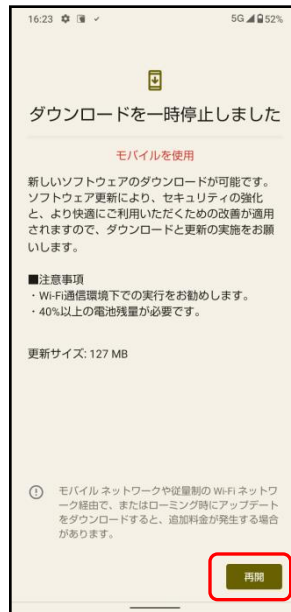 16:23 5G 52%
ダウンロードを一時停止しました
モバイルを使用
新しいソフトウェアのダウンロードが可能です。
ソフトウェア更新により、セキュリティの強化
と、より快適にご利用いただくための改善が適用
されますので、ダウンロードと更新の実施をお願
いします。
■注意事項
・Wi-Fi通信環境下での実行をお勧めします。
・40%以上の電池残量が必要です。
更新サイズ: 127 MB
モバイル ネットワークや従量制の Wi-Fi ネットワ
ーク経由で、またはローミング時にアップデート
をダウンロードすると、追加料金が発生する場合
があります。
再開